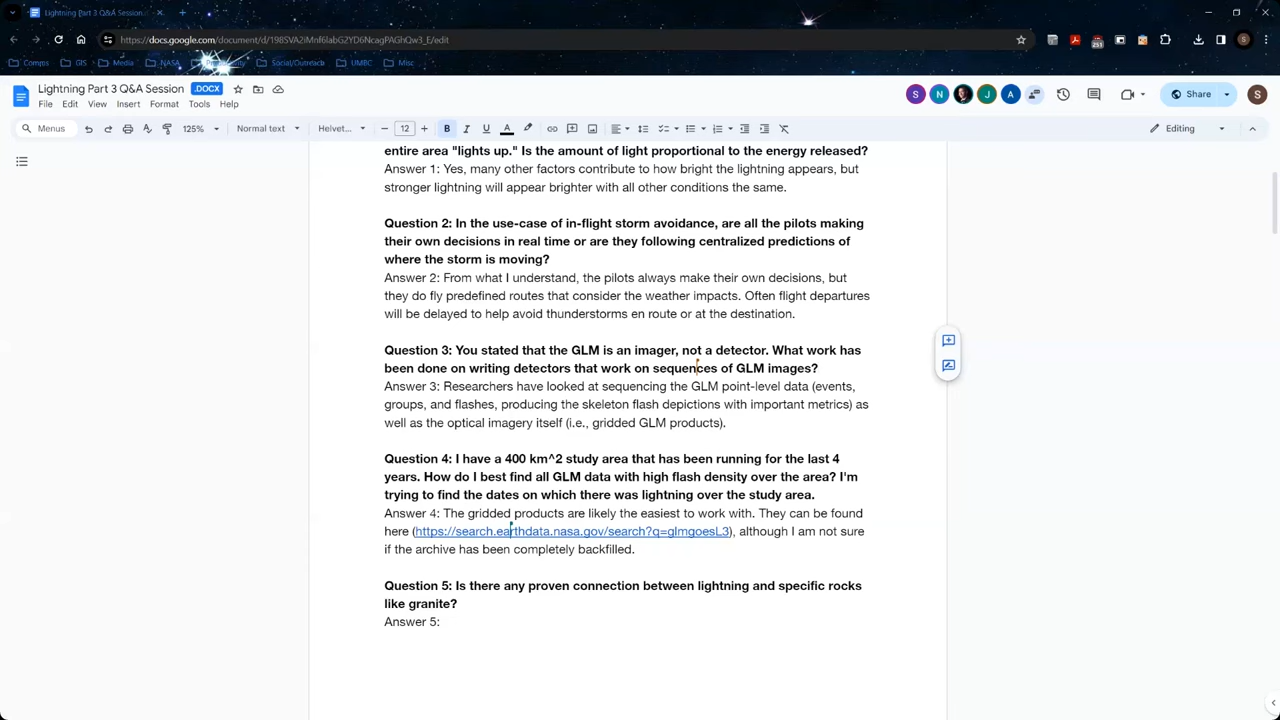 Lightning Part 3 Q&A Session
https://docs.google.com/document/d/198SVA2iMnf6labGZYD6NcagPAGhQw3_E/edit
Comps
GIS
Media
NASA
Social/Outreach
UMBC
Misc
Lightning Part 3 Q&A Session
.DOCX
File Edit View Insert Format Tools Help
Share
Menus
125%
Normal text
Helvet...
12
Editing
entire area "lights up." Is the amount of light proportional to the energy released?
Answer 1: Yes, many other factors contribute to how bright the lightning appears, but
stronger lightning will appear brighter with all other conditions the same.
Question 2: In the use-case of in-flight storm avoidance, are all the pilots making
their own decisions in real time or are they following centralized predictions of
where the storm is moving?
Answer 2: From what I understand, the pilots always make their own decisions, but
they do fly predefined routes that consider the weather impacts. Often flight departures
will be delayed to help avoid thunderstorms en route or at the destination.
Question 3: You stated that the GLM is an imager, not a detector. What work has
been done on writing detectors that work on sequences of GLM images?
Answer 3: Researchers have looked at sequencing the GLM point-level data (events,
groups, and flashes, producing the skeleton flash depictions with important metrics) as
well as the optical imagery itself (i.e., gridded GLM products).
Question 4: I have a 400 km^2 study area that has been running for the last 4
years. How do I best find all GLM data with high flash density over the area? I'm
trying to find the dates on which there was lightning over the study area.
Answer 4: The gridded products are likely the easiest to work with. They can be found
here (https://search.earthdata.nasa.gov/search?q=glmgoesL3), although I am not sure
if the archive has been completely backfilled.
Question 5: Is there any proven connection between lightning and specific rocks
like granite?
Answer 5: